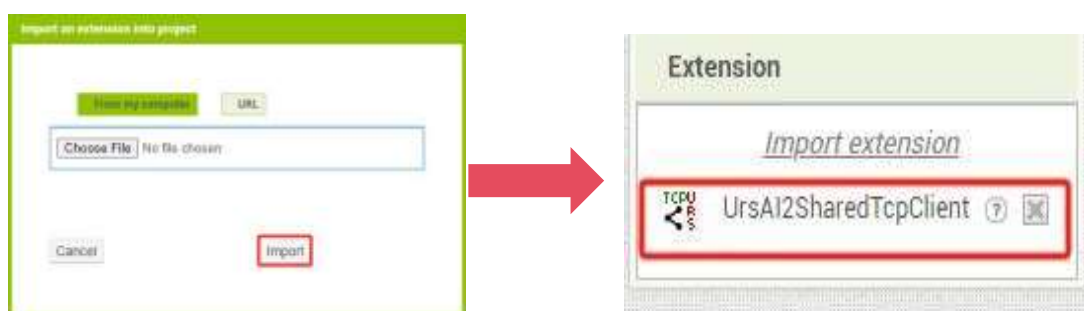 Import an extension into project
From my computer
URL
Choose File No file chosen
Cancel
Import
Extension
Import extension
TCPU
R
S
UrsAI2SharedTcpClient ?